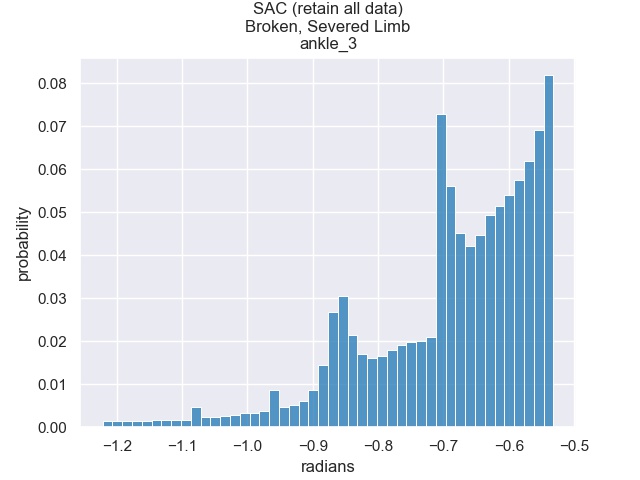 SAC (retain all data)
Broken, Severed Limb
ankle_3
probability
0.08
0.07
0.06
0.05
0.04
0.03
0.02
0.01
0.00
−1.2 −1.1 −1.0 −0.9 −0.8 −0.7 −0.6 −0.5
radians